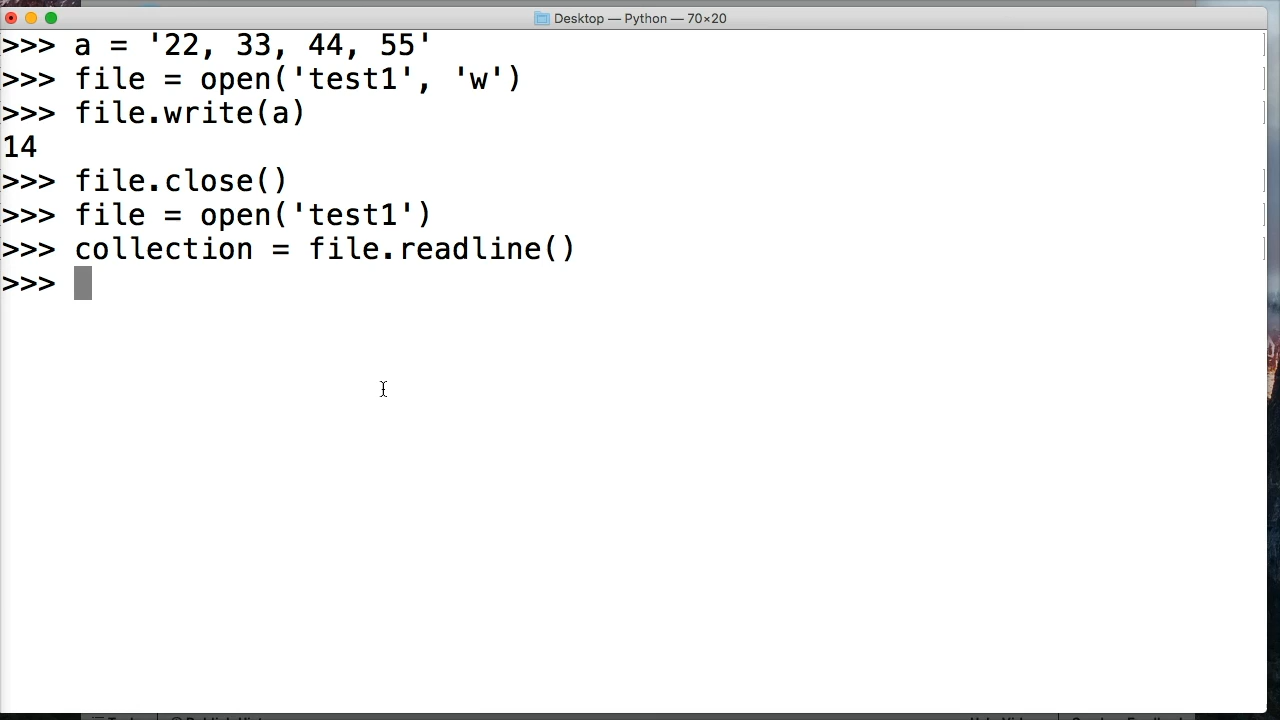 Desktop — Python — 70×20
>>> a = '22, 33, 44, 55'
>>> file = open('test1', 'w')
>>> file.write(a)
14
>>> file.close()
>>> file = open('test1')
>>> collection = file.readline()
>>>